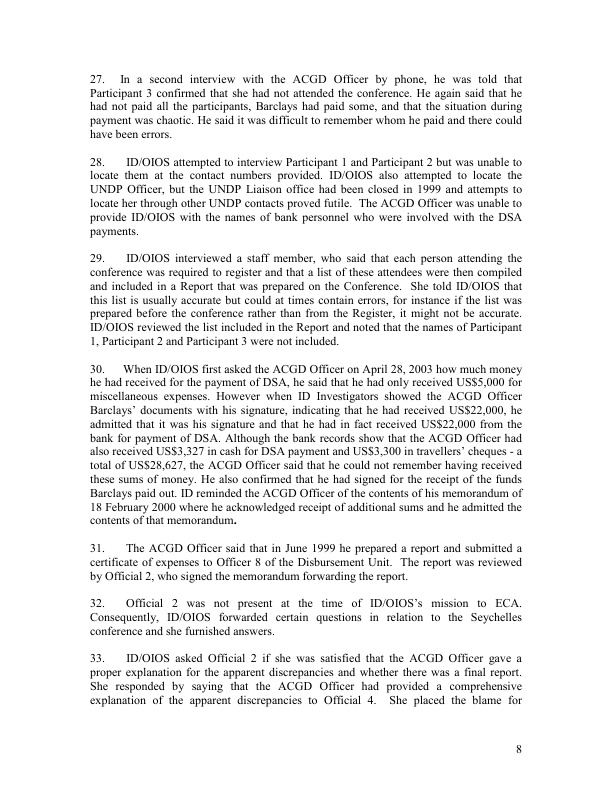 27. In a second interview with the ACGD Officer by phone, he was told that
Participant 3 confirmed that she had not attended the conference. He again said that he
had not paid all the participants, Barclays had paid some, and that the situation during
payment was chaotic. He said it was difficult to remember whom he paid and there could
have been errors.
28. ID/OIOS attempted to interview Participant 1 and Participant 2 but was unable to
locate them at the contact numbers provided. ID/OIOS also attempted to locate the
UNDP Officer, but the UNDP Liaison office had been closed in 1999 and attempts to
locate her through other UNDP contacts proved futile. The ACGD Officer was unable to
provide ID/OIOS with the names of bank personnel who were involved with the DSA
payments.
29. ID/OIOS interviewed a staff member, who said that each person attending the
conference was required to register and that a list of these attendees were then compiled
and included in a Report that was prepared on the Conference. She told ID/OIOS that
this list is usually accurate but could at times contain errors, for instance if the list was
prepared before the conference rather than from the Register, it might not be accurate.
ID/OIOS reviewed the list included in the Report and noted that the names of Participant
1, Participant 2 and Participant 3 were not included.
30. When ID/OIOS first asked the ACGD Officer on April 28, 2003 how much money
he had received for the payment of DSA, he said that he had only received US$5,000 for
miscellaneous expenses. However when ID Investigators showed the ACGD Officer
Barclays' documents with his signature, indicating that he had received US$22,000, he
admitted that it was his signature and that he had in fact received US$22,000 from the
bank for payment of DSA. Although the bank records show that the ACGD Officer had
also received US$3,327 in cash for DSA payment and US$3,300 in travellers' cheques - a
total of US$28,627, the ACGD Officer said that he could not remember having received
these sums of money. He also confirmed that he had signed for the receipt of the funds
Barclays paid out. ID reminded the ACGD Officer of the contents of his memorandum of
18 February 2000 where he acknowledged receipt of additional sums and he admitted the
contents of that memorandum.
31. The ACGD Officer said that in June 1999 he prepared a report and submitted a
certificate of expenses to Officer 8 of the Disbursement Unit. The report was reviewed
by Official 2, who signed the memorandum forwarding the report.
32. Official 2 was not present at the time of ID/OIOS's mission to ECA.
Consequently, ID/OIOS forwarded certain questions in relation to the Seychelles
conference and she furnished answers.
33. ID/OIOS asked Official 2 if she was satisfied that the ACGD Officer gave a
proper explanation for the apparent discrepancies and whether there was a final report.
She responded by saying that the ACGD Officer had provided a comprehensive
explanation of the apparent discrepancies to Official 4. She placed the blame for
8